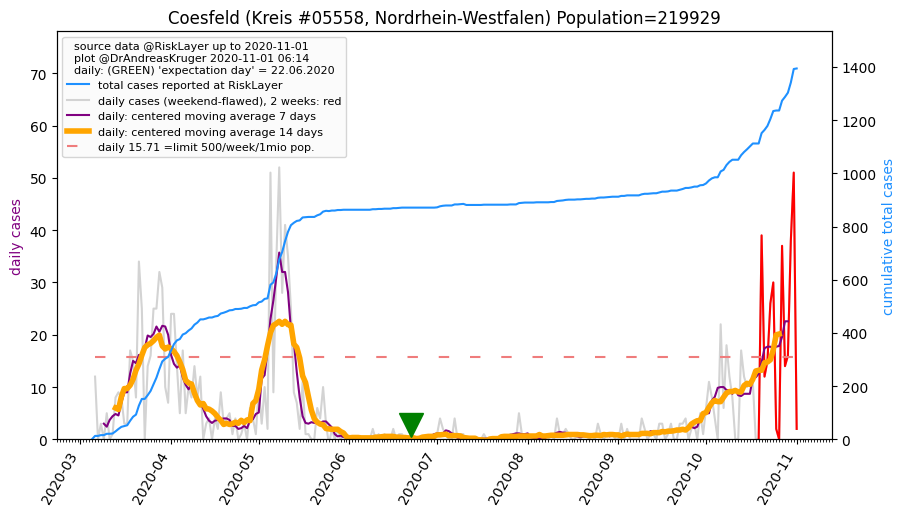 Coesfeld (Kreis #05558, Nordrhein-Westfalen) Population=219929
source data @RiskLayer up to 2020-11-01
plot @DrAndreasKruger 2020-11-01 06:14
daily: (GREEN) 'expectation day' = 22.06.2020
total cases reported at RiskLayer
daily cases (weekend-flawed), 2 weeks: red
daily: centered moving average 7 days
daily: centered moving average 14 days
daily 15.71 =limit 500/week/1mio pop.
daily cases
70
60
50
40
30
20
10
0
cumulative total cases
1400
1200
1000
800
600
400
200
0
2020-03
2020-04
2020-05
2020-06
2020-07
2020-08
2020-09
2020-10
2020-11